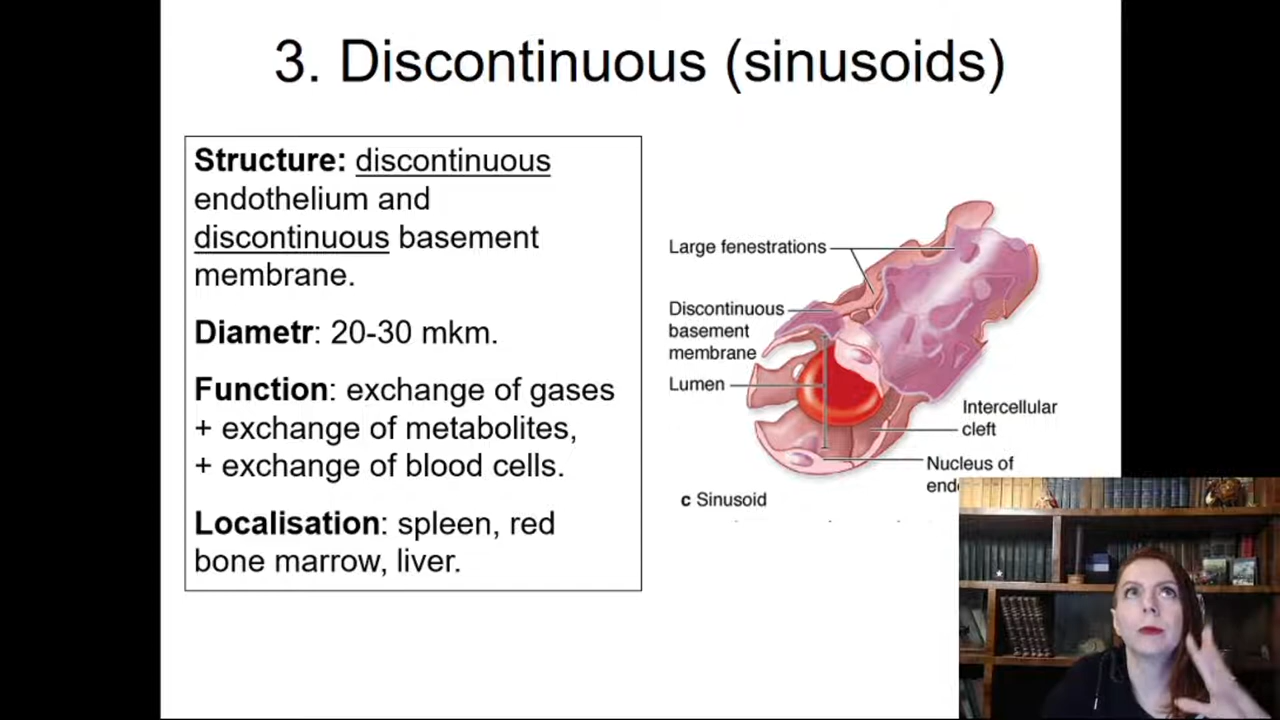 3. Discontinuous (sinusoids)
Structure: discontinuous
endothelium and
discontinuous basement
membrane.
Diametr: 20-30 mkm.
Function: exchange of gases
+ exchange of metabolites,
+ exchange of blood cells.
Localisation: spleen, red
bone marrow, liver.
Large fenestrations
Discontinuous
basement
membrane
Lumen
Intercellular
cleft
Nucleus of
c Sinusoid